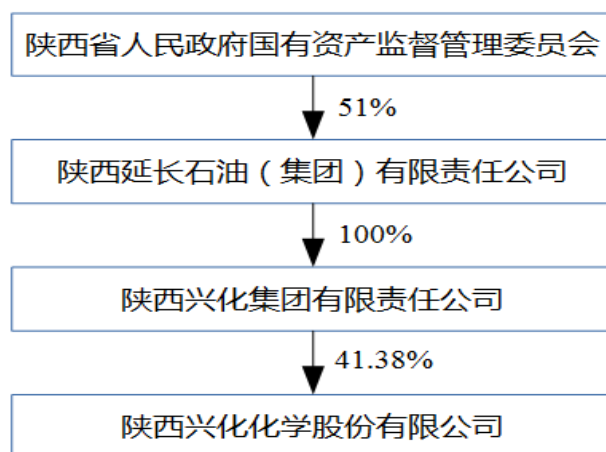 陕西省人民政府国有资产监督管理委员会
51%
陕西延长石油（集团）有限责任公司
100%
陕西兴化集团有限责任公司
41.38%
陕西兴化化学股份有限公司